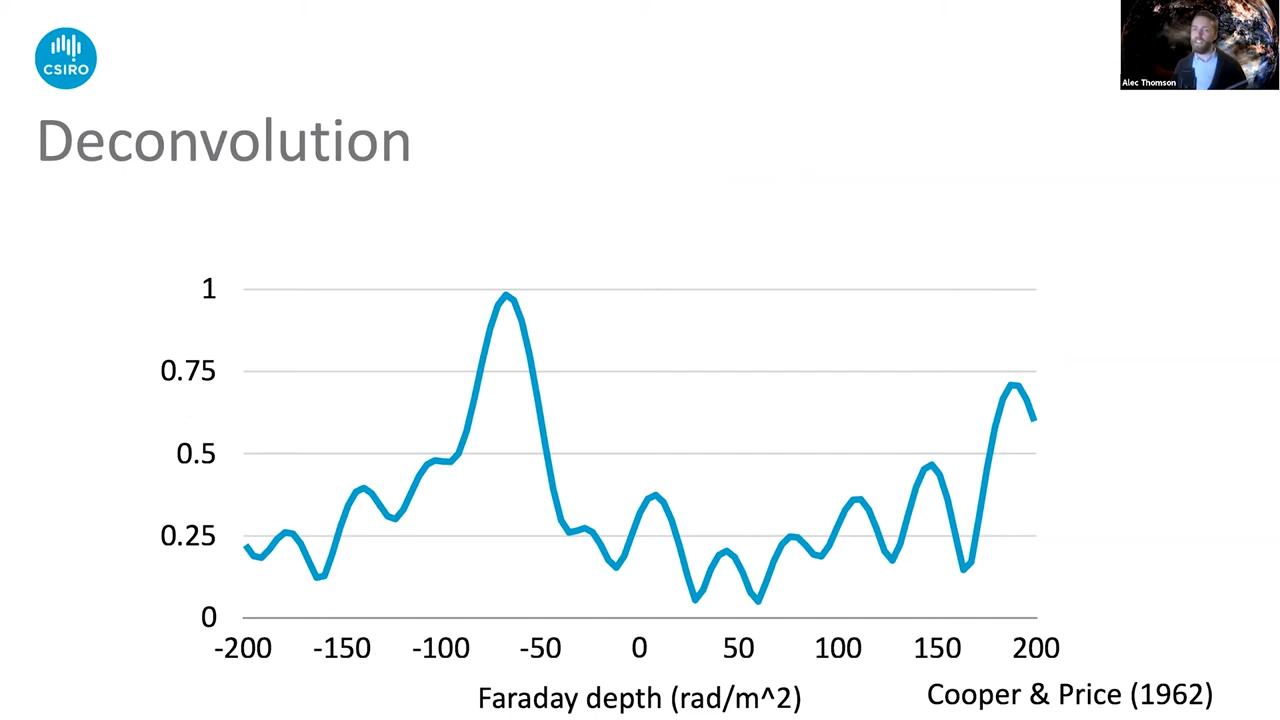 CSIRO
Alec Thomson
Deconvolution
1
0.75
0.5
0.25
0
-200 -150 -100 -50 0 50 100 150 200
Faraday depth (rad/m^2)
Cooper & Price (1962)